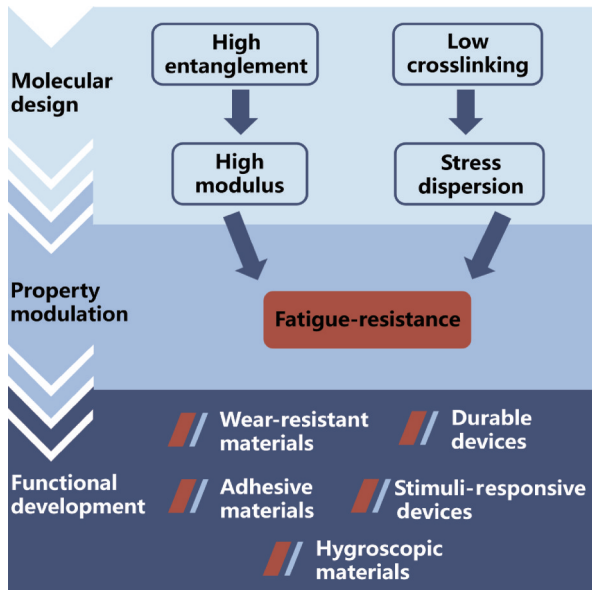 Molecular
design
High
entanglement
Low
crosslinking
High
modulus
Stress
dispersion
Property
modulation
Fatigue-resistance
Functional
development
Wear-resistant
materials
Durable
devices
Adhesive
materials
Stimuli-responsive
devices
Hygroscopic
materials